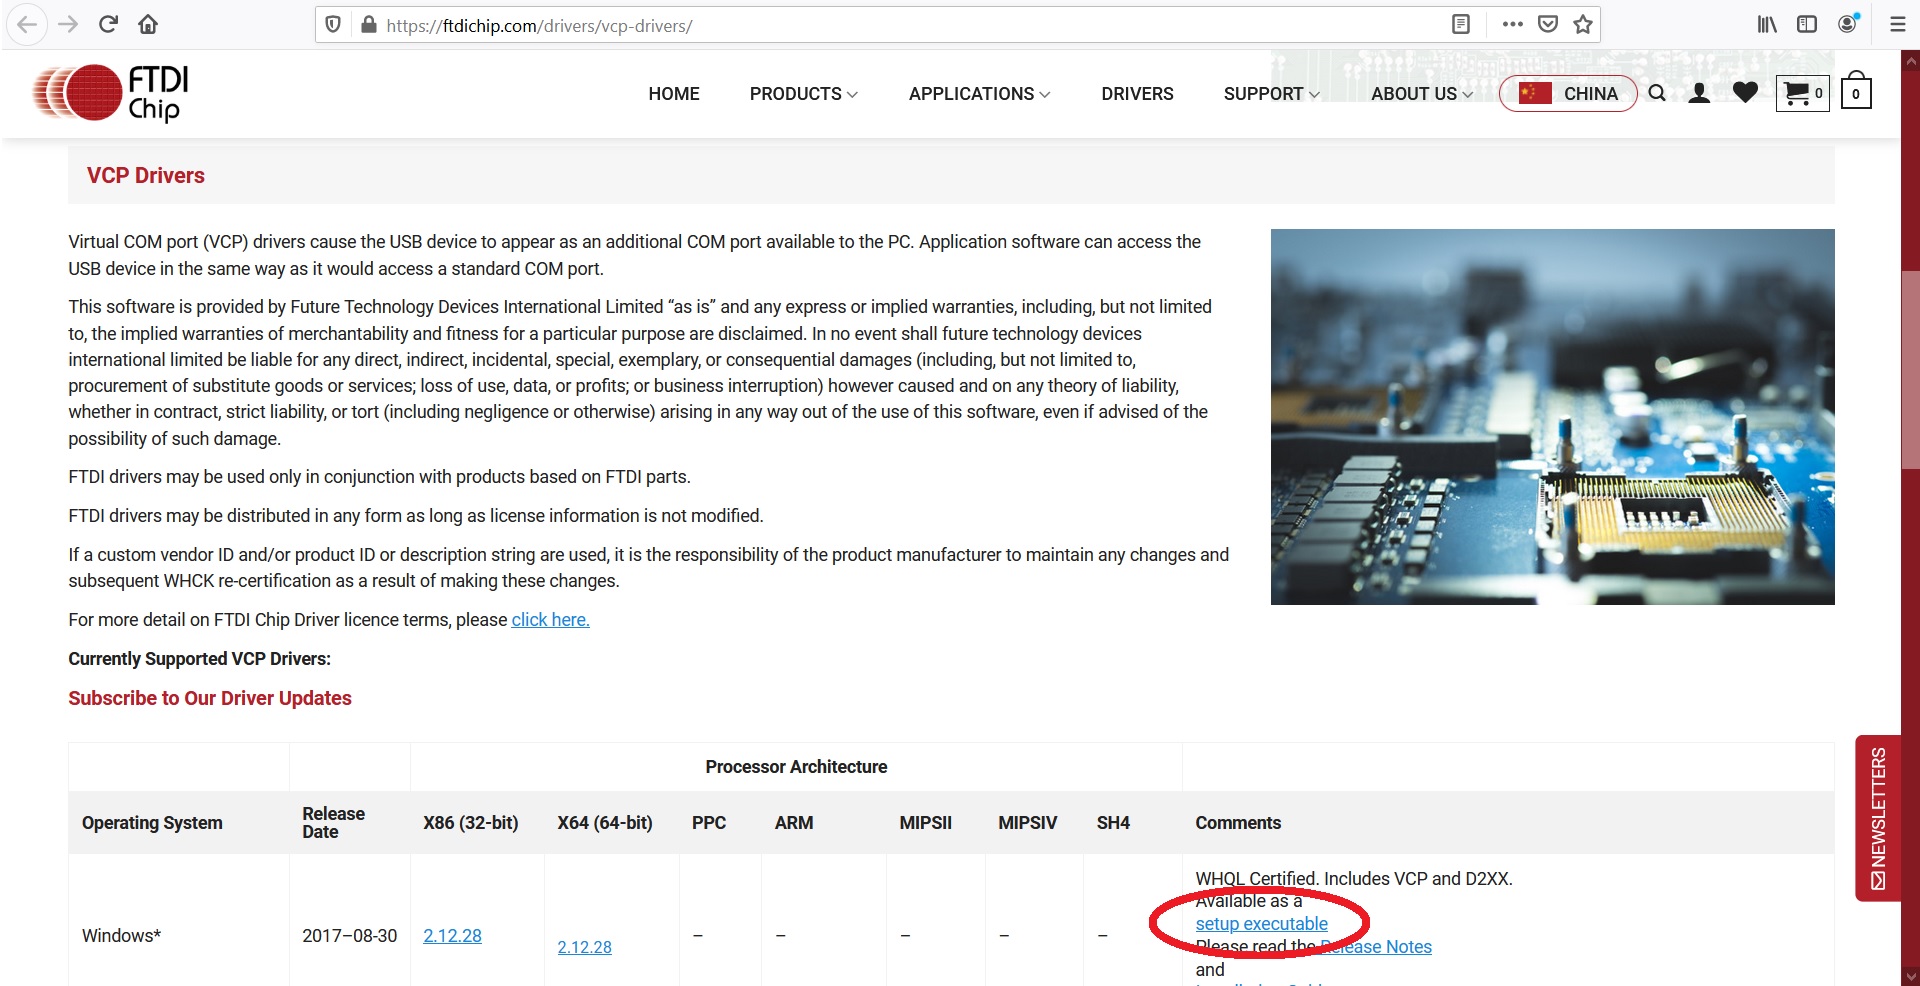 https://ftdichip.com/drivers/vcp-drivers/
FTDI
Chip
HOME PRODUCTS APPLICATIONS DRIVERS SUPPORT ABOUT US CHINA 0 0
VCP Drivers
Virtual COM port (VCP) drivers cause the USB device to appear as an additional COM port available to the PC. Application software can access the
USB device in the same way as it would access a standard COM port.
This software is provided by Future Technology Devices International Limited “as is” and any express or implied warranties, including, but not limited
to, the implied warranties of merchantability and fitness for a particular purpose are disclaimed. In no event shall future technology devices
international limited be liable for any direct, indirect, incidental, special, exemplary, or consequential damages (including, but not limited to,
procurement of substitute goods or services; loss of use, data, or profits; or business interruption) however caused and on any theory of liability,
whether in contract, strict liability, or tort (including negligence or otherwise) arising in any way out of the use of this software, even if advised of the
possibility of such damage.
FTDI drivers may be used only in conjunction with products based on FTDI parts.
FTDI drivers may be distributed in any form as long as license information is not modified.
If a custom vendor ID and/or product ID or description string are used, it is the responsibility of the product manufacturer to maintain any changes and
subsequent WHCK re-certification as a result of making these changes.
For more detail on FTDI Chip Driver licence terms, please click here.
Currently Supported VCP Drivers:
Subscribe to Our Driver Updates
Processor Architecture
Operating System Release Date X86 (32-bit) X64 (64-bit) PPC ARM MIPSII MIPSIV SH4 Comments
Windows* 2017–08-30 2.12.28 2.12.28 – – – – –
WHQL Certified. Includes VCP and D2XX.
Available as a
setup executable
Please read the Release Notes
and
NEWSLETTERS